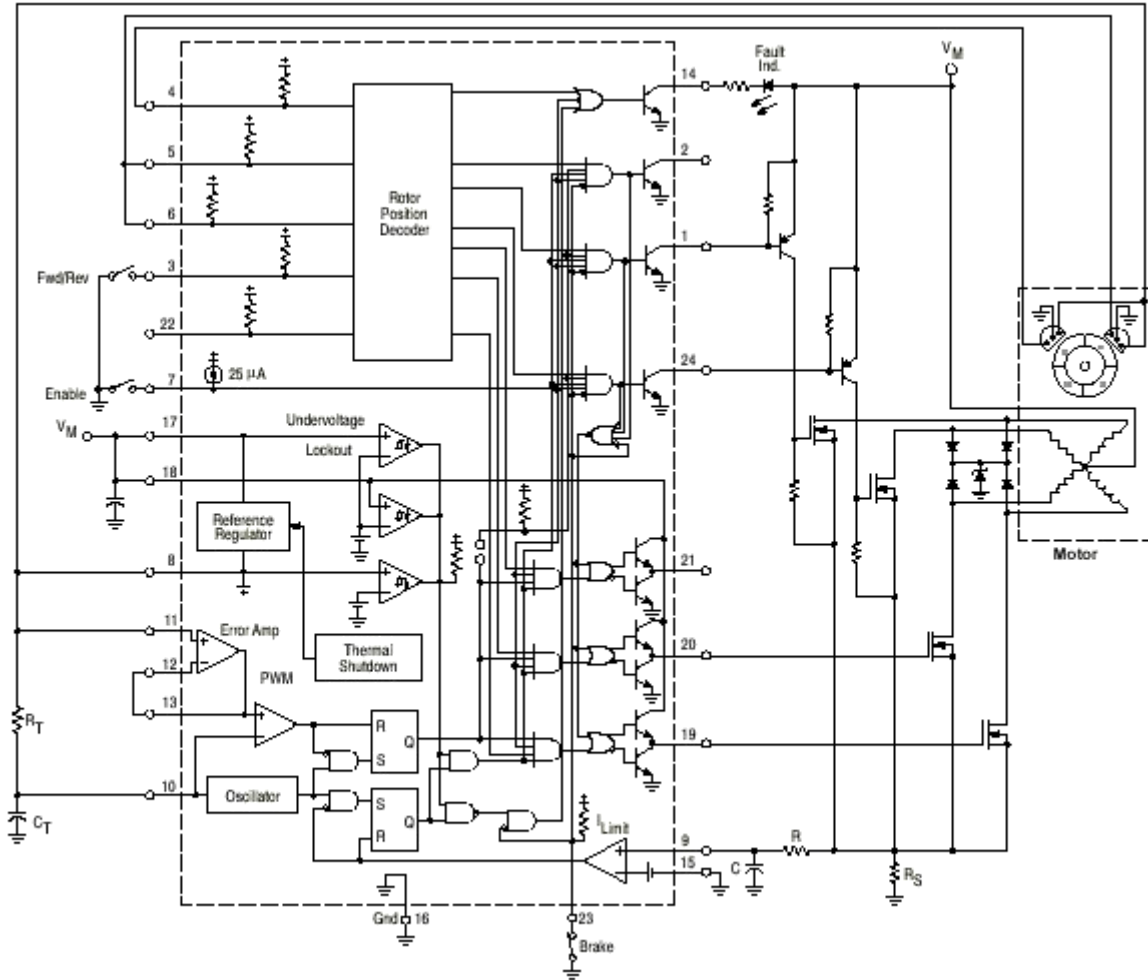 V_M
Fault
Ind.
14
4
2
5
Rotor
Position
Decoder
6
1
3
Fwd/Rev
22
24
7
25 μA
Enable
17
Undervoltage
V_M
Lockout
18
Reference
Regulator
Motor
21
8
11
Error Amp
Thermal
Shutdown
20
12
PWM
13
R_T
R
Q
S
19
10
Oscillator
S
Q
R
I_Limit
C_T
9
R
15
C
R_S
Gnd
16
23
Brake